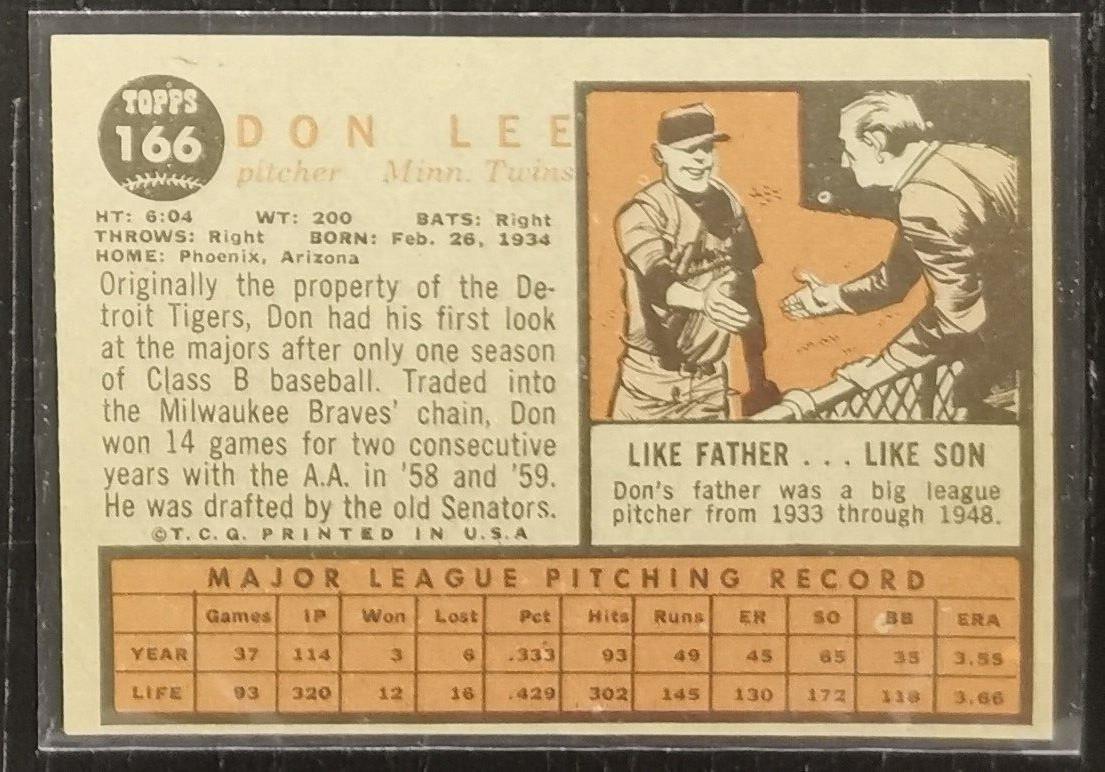 TOPPS
166
DON LEE
pitcher Minn. Twins
HT: 6:04 WT: 200 BATS: Right
THROWS: Right BORN: Feb. 26, 1934
HOME: Phoenix, Arizona
Originally the property of the De-
troit Tigers, Don had his first look
at the majors after only one season
of Class B baseball. Traded into
the Milwaukee Braves' chain, Don
won 14 games for two consecutive
years with the A.A. in '58 and '59.
He was drafted by the old Senators.
©T. C. G. PRINTED IN U.S.A
LIKE FATHER . . . LIKE SON
Don's father was a big league
pitcher from 1933 through 1948.
MAJOR LEAGUE PITCHING RECORD
Games IP Won Lost Pct Hits Runs ER SO BB ERA
YEAR 37 114 3 6 .333 93 49 45 65 35 3.55
LIFE 93 320 12 16 .429 302 145 130 172 118 3.66